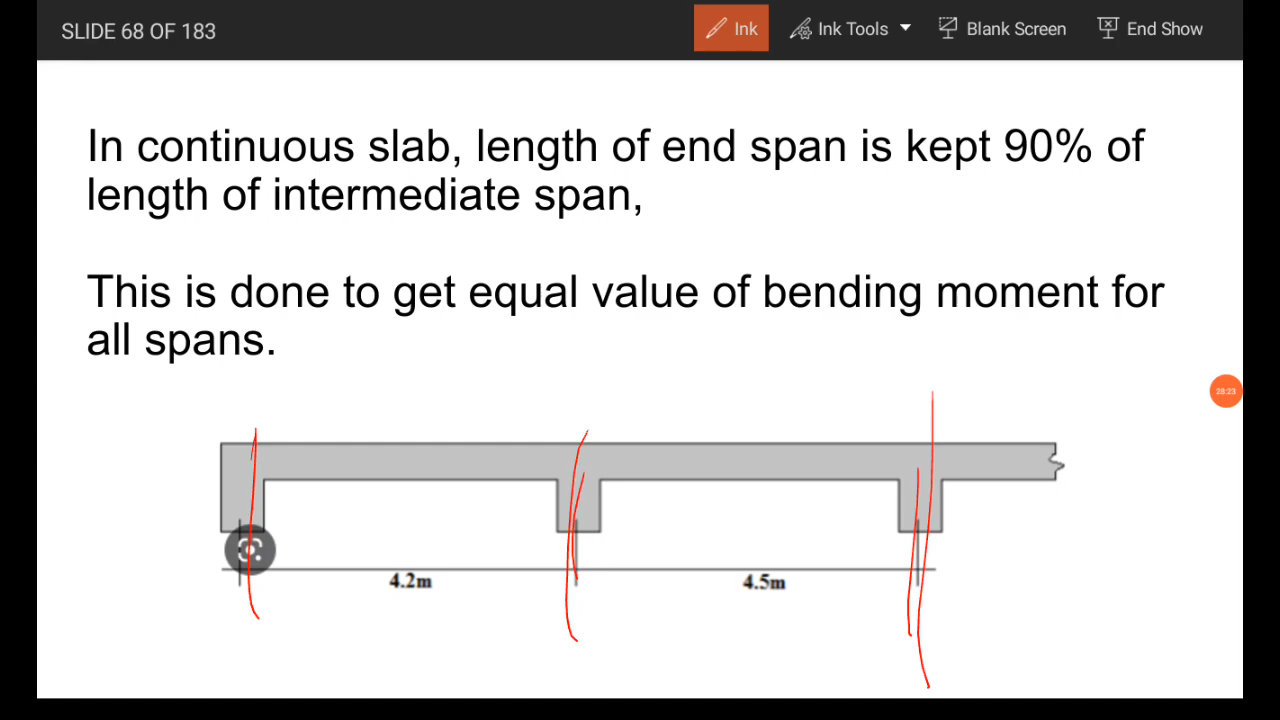 SLIDE 68 OF 183
Ink
Ink Tools
Blank Screen
End Show
In continuous slab, length of end span is kept 90% of
length of intermediate span,
This is done to get equal value of bending moment for
all spans.
28:23
4.2m
4.5m